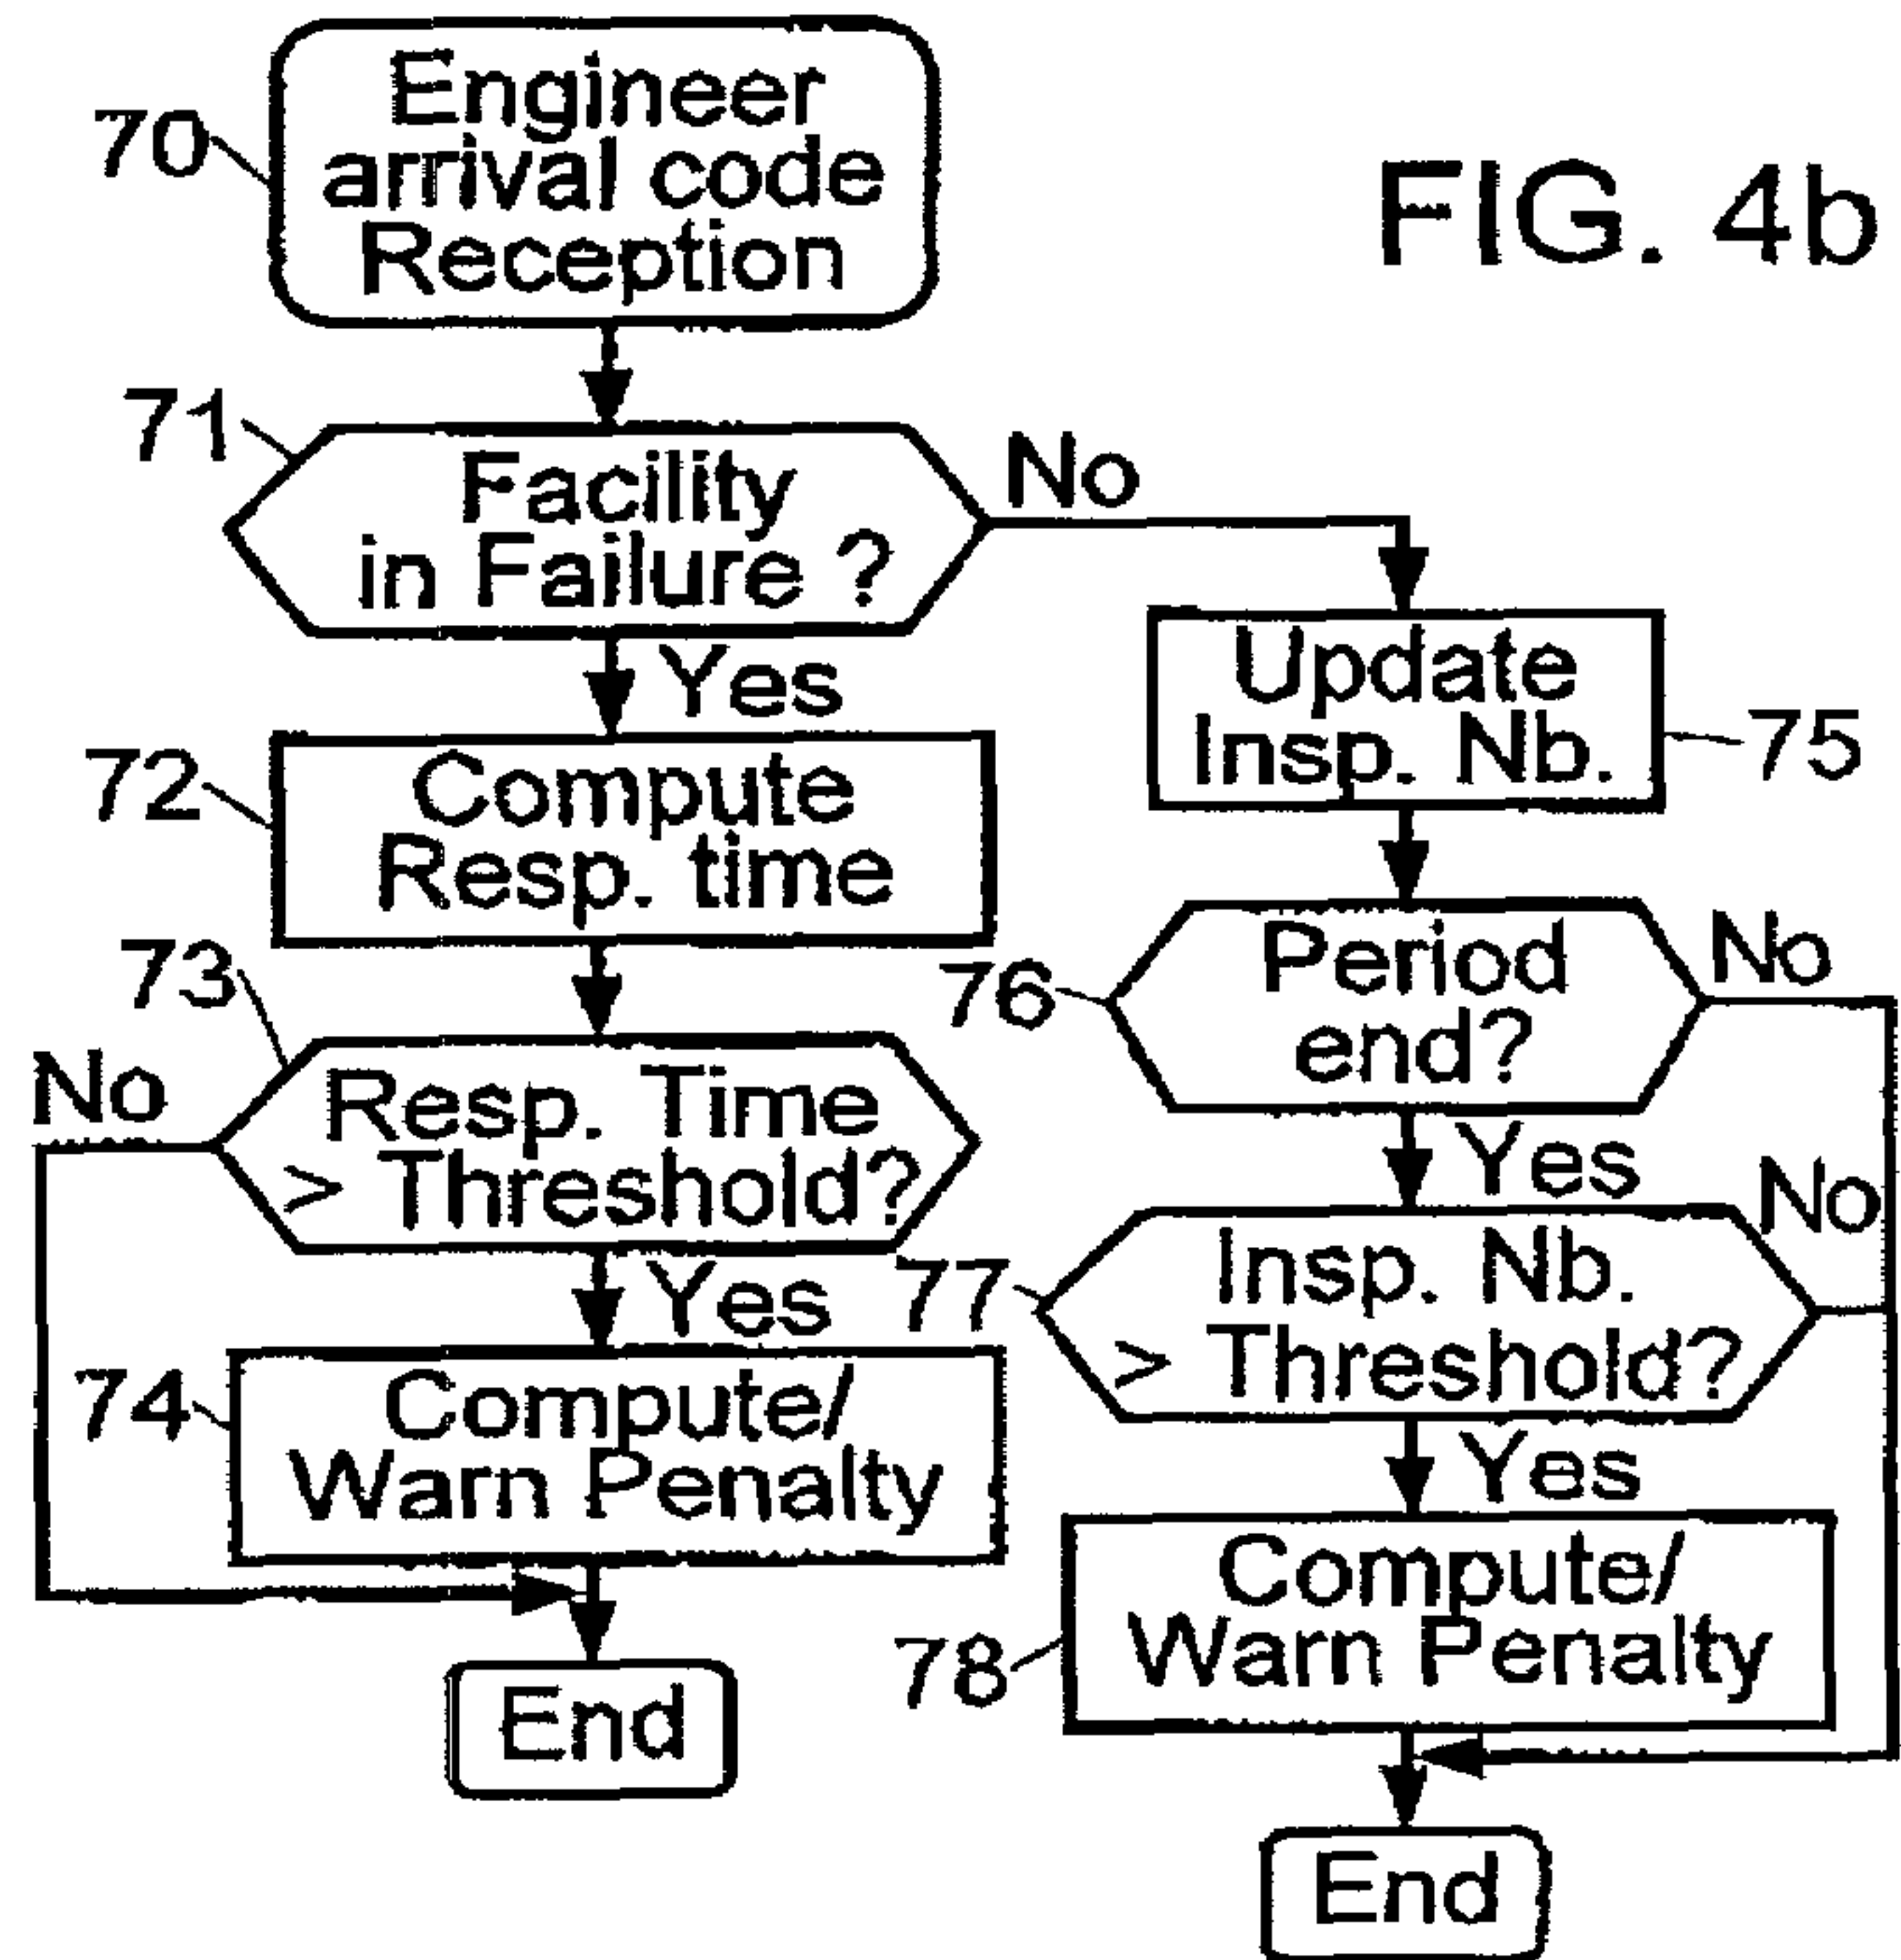 70
Engineer
arrival code
Reception
FIG. 4b
71
Facility
in Failure ?
No
Yes
72
Compute
Resp. time
Update
Insp. Nb.
75
73
No
Resp. Time
> Threshold?
Yes
74
Compute/
Warn Penalty
End
76
Period
end?
No
Yes
77
Insp. Nb.
> Threshold?
No
Yes
78
Compute/
Warn Penalty
End